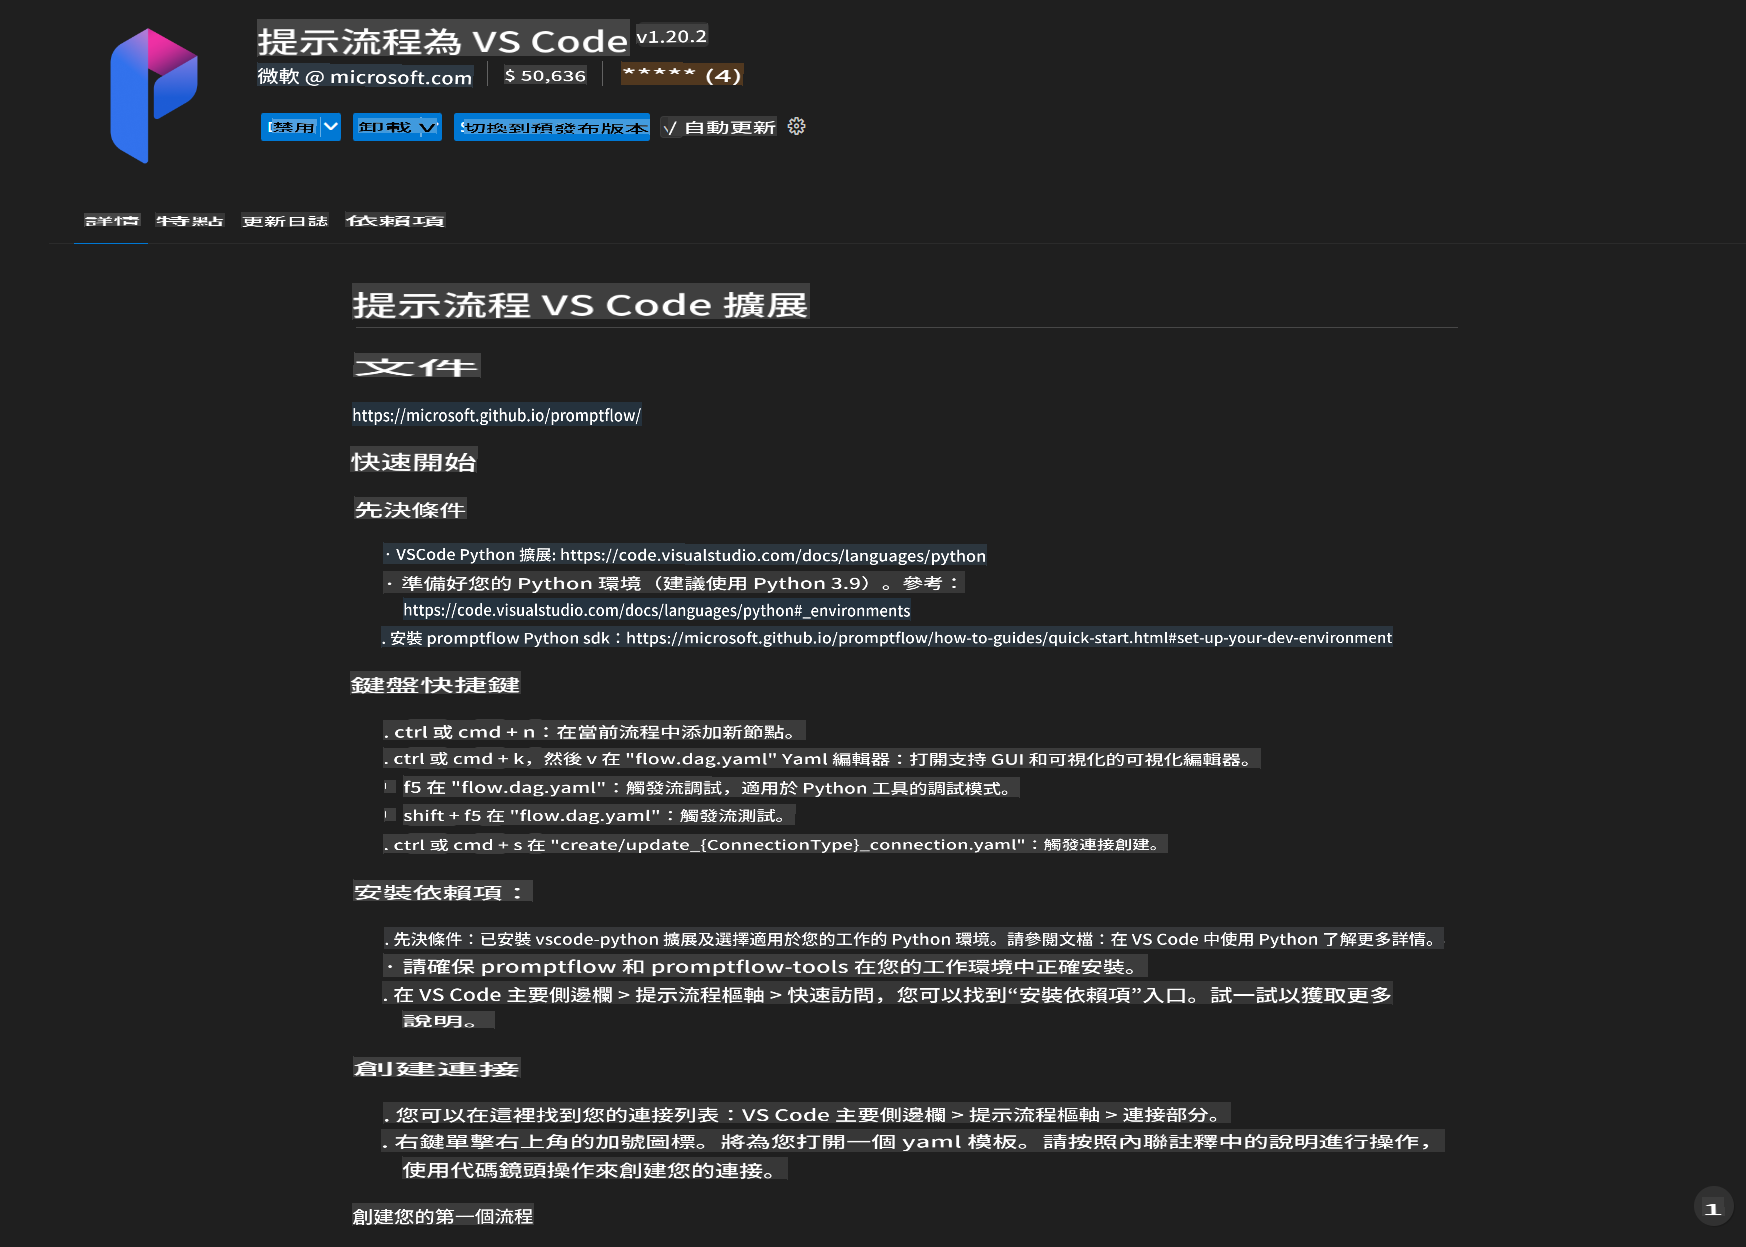 提示流程為 VS Code v1.20.2
微軟 @ microsoft.com $ 50,636 ***** (4)
禁用 卸載 切換到預發布版本 √ 自動更新
詳情 特點 更新日誌 依賴項
提示流程 VS Code 擴展
文件
https://microsoft.github.io/promptflow/
快速開始
先決條件
· VSCode Python 擴展: https://code.visualstudio.com/docs/languages/python
· 準備好您的 Python 環境（建議使用 Python 3.9）。參考：
https://code.visualstudio.com/docs/languages/python#_environments
. 安裝 promptflow Python sdk：https://microsoft.github.io/promptflow/how-to-guides/quick-start.html#set-up-your-dev-environment
鍵盤快捷鍵
. ctrl 或 cmd + n：在當前流程中添加新節點。
. ctrl 或 cmd + k，然後 v 在 "flow.dag.yaml" Yaml 編輯器：打開支持 GUI 和可視化的可視化編輯器。
f5 在 "flow.dag.yaml"：觸發流調試，適用於 Python 工具的調試模式。
shift + f5 在 "flow.dag.yaml"：觸發流測試。
. ctrl 或 cmd + s 在 "create/update_{ConnectionType}_connection.yaml"：觸發連接創建。
安裝依賴項：
. 先決條件：已安裝 vscode-python 擴展及選擇適用於您的工作的 Python 環境。請參閱文檔：在 VS Code 中使用 Python 了解更多詳情。
· 請確保 promptflow 和 promptflow-tools 在您的工作環境中正確安裝。
. 在 VS Code 主要側邊欄 > 提示流程樞軸 > 快速訪問，您可以找到“安裝依賴項”入口。試一試以獲取更多
說明。
創建連接
. 您可以在這裡找到您的連接列表：VS Code 主要側邊欄 > 提示流程樞軸 > 連接部分。
. 右鍵單擊右上角的加號圖標。將為您打開一個 yaml 模板。請按照內聯註釋中的說明進行操作，
使用代碼鏡頭操作來創建您的連接。
創建您的第一個流程
1